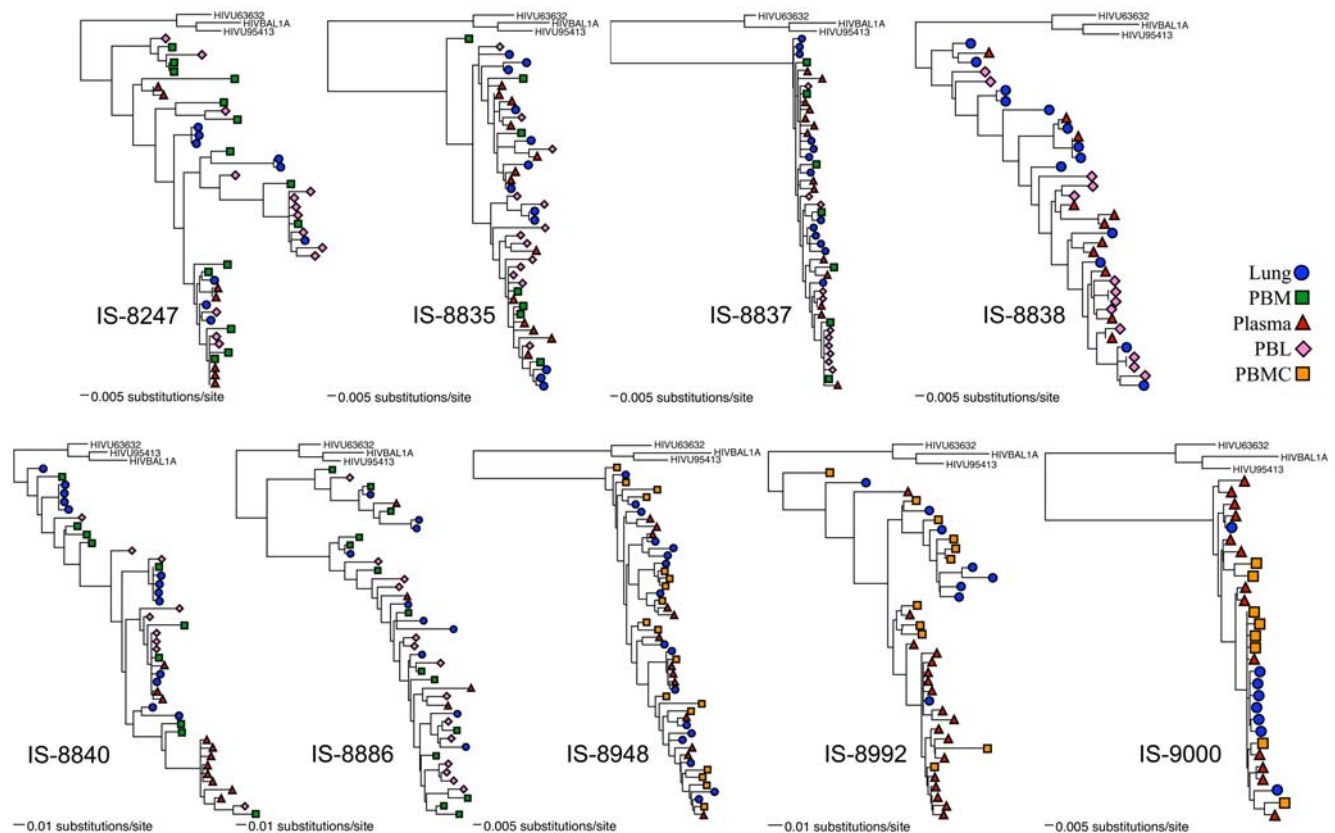 HIVU63632
HIVBAL1A
HIVU95413
HIVU63632
HIVBAL1A
HIVU95413
HIVU63632
HIVBAL1A
HIVU95413
HIVU63632
HIVBAL1A
HIVU95413
IS-8247
IS-8835
IS-8837
IS-8838
Lung
PBM
Plasma
PBL
PBMC
0.005 substitutions/site
0.005 substitutions/site
0.005 substitutions/site
0.005 substitutions/site
HIVU63632
HIVU95413
HIVBAL1A
HIVU63632
HIVBAL1A
HIVU95413
HIVU63632
HIVBAL1A
HIVU95413
HIVU63632
HIVBAL1A
HIVU95413
HIVU63632
HIVBAL1A
HIVU95413
IS-8840
IS-8886
IS-8948
IS-8992
IS-9000
0.01 substitutions/site
0.01 substitutions/site
0.005 substitutions/site
0.01 substitutions/site
0.005 substitutions/site